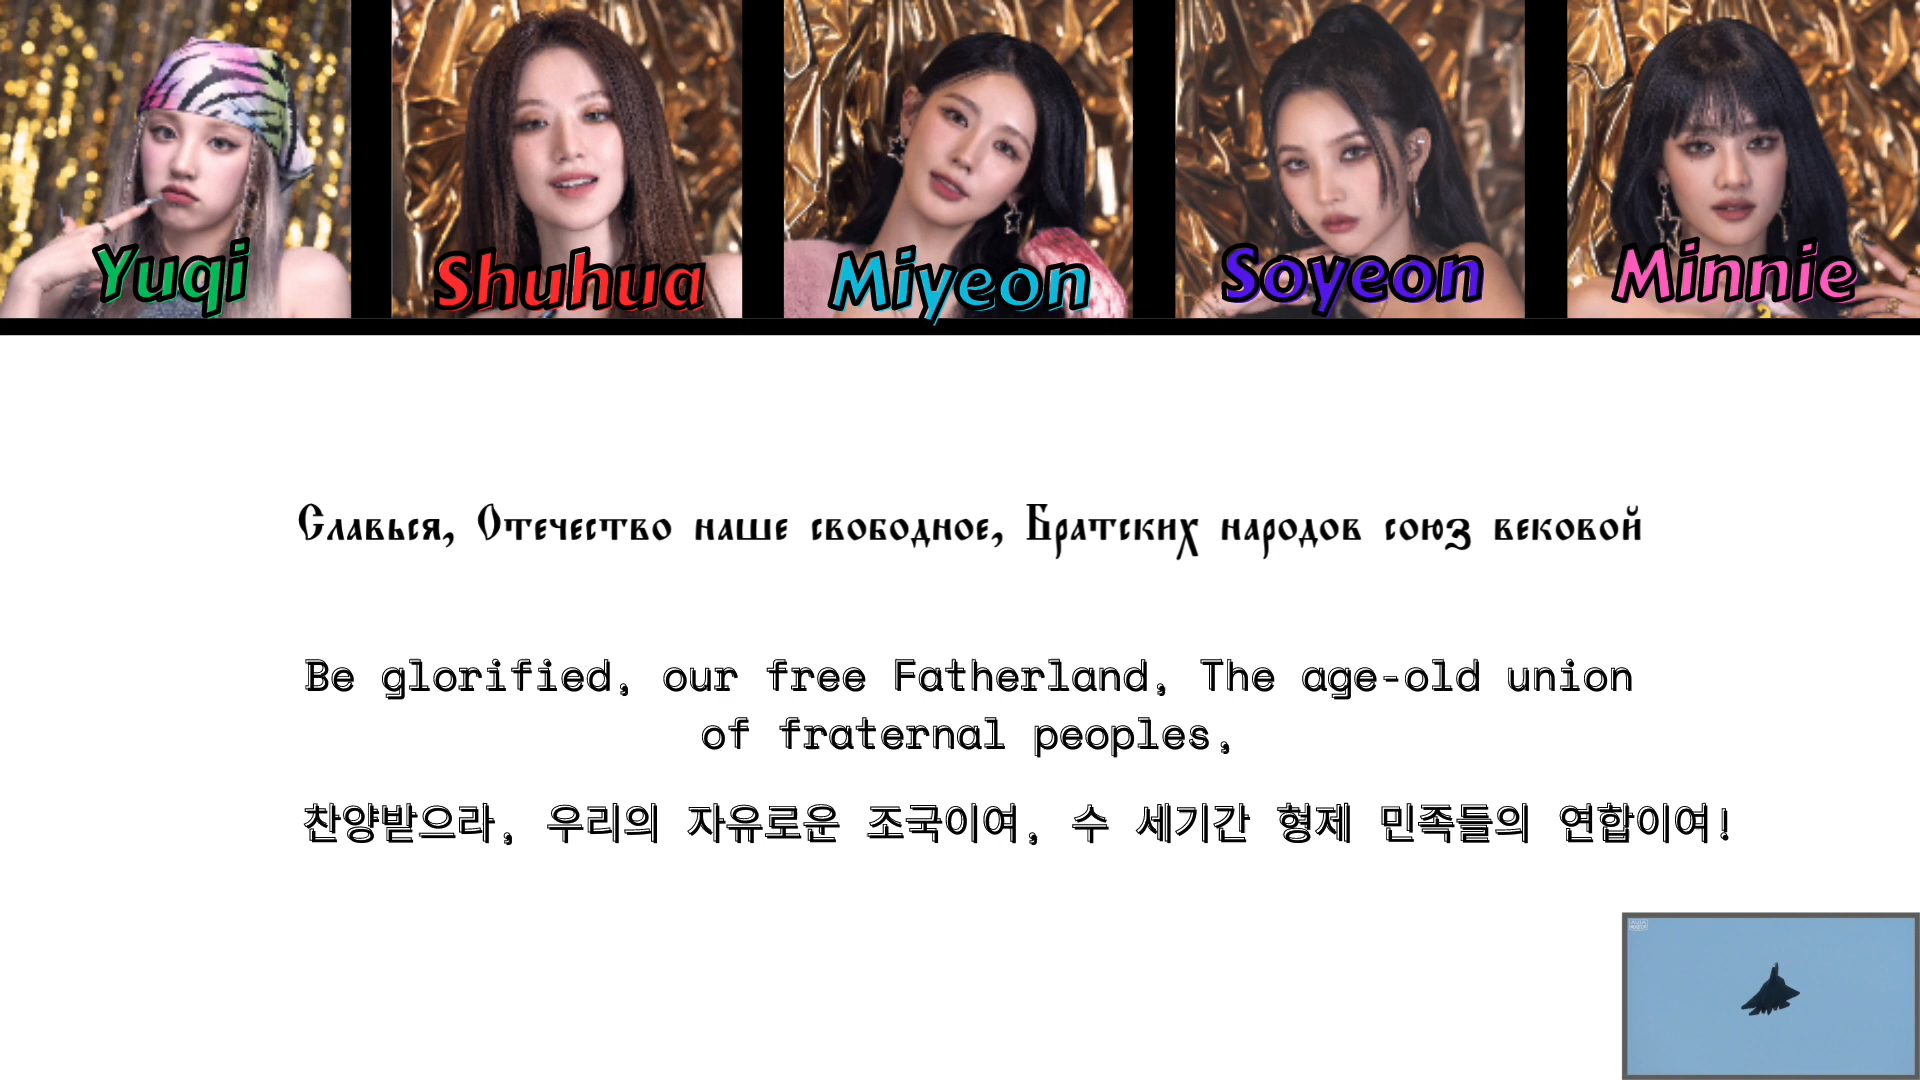 Yuqi
Shuhua
Miyeon
Soyeon
Minnie
Славься, Отечество наше свободное, Братских народов союз вековой
Be glorified, our free Fatherland, The age-old union
of fraternal peoples,
찬양받으라, 우리의 자유로운 조국이여, 수 세기간 형제 민족들의 연합이여!